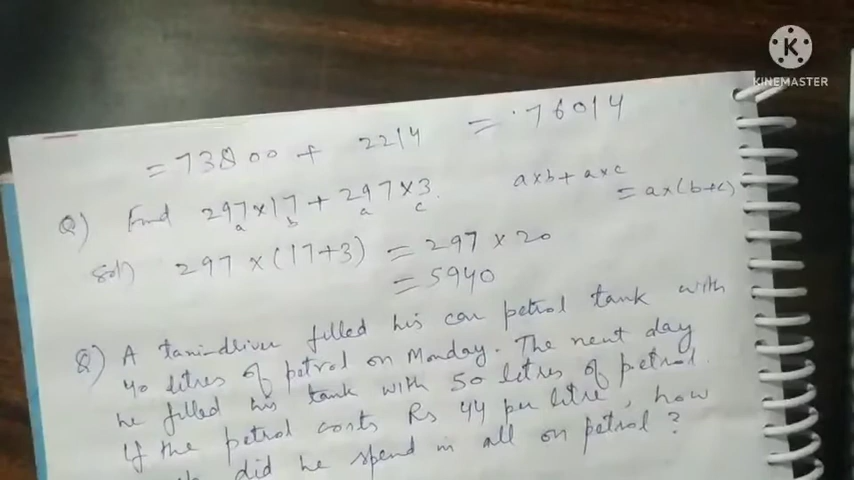 KINEMASTER
= 73800 + 2214 = 76014
Q) Find 297×17 + 297×3. a×b + a×c
a b a c = a×(b+c)
Soln 297 × (17+3) = 297 × 20
= 5940
Q) A taxi-driver filled his car petrol tank with
40 litres of petrol on Monday. The next day
he filled his tank with 50 litres of petrol.
If the petrol costs Rs 44 per litre, how
did he spend in all on petrol?